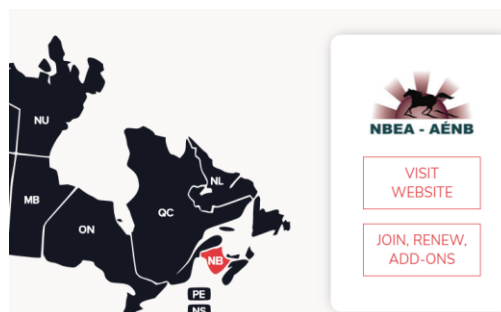 NU
MB
ON
QC
NL
NB
PE
NS
NBEA - AÉNB
VISIT
WEBSITE
JOIN, RENEW,
ADD-ONS